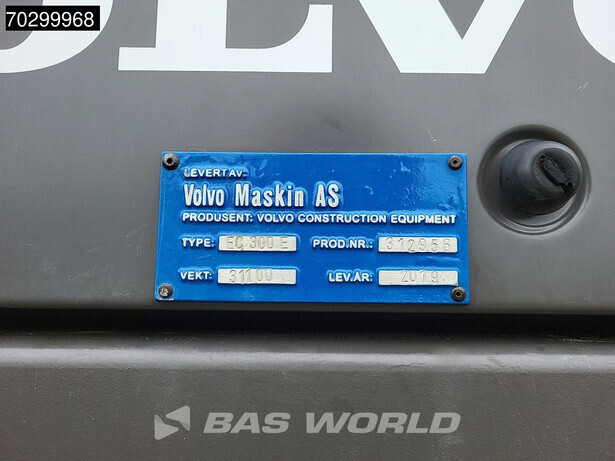 70299968
LEVERT AV:
Volvo Maskin AS
PRODUSENT: VOLVO CONSTRUCTION EQUIPMENT
TYPE: EC 300 E PROD.NR.: 312956
VEKT: 31100 LEV.ÅR: 2019
BAS WORLD